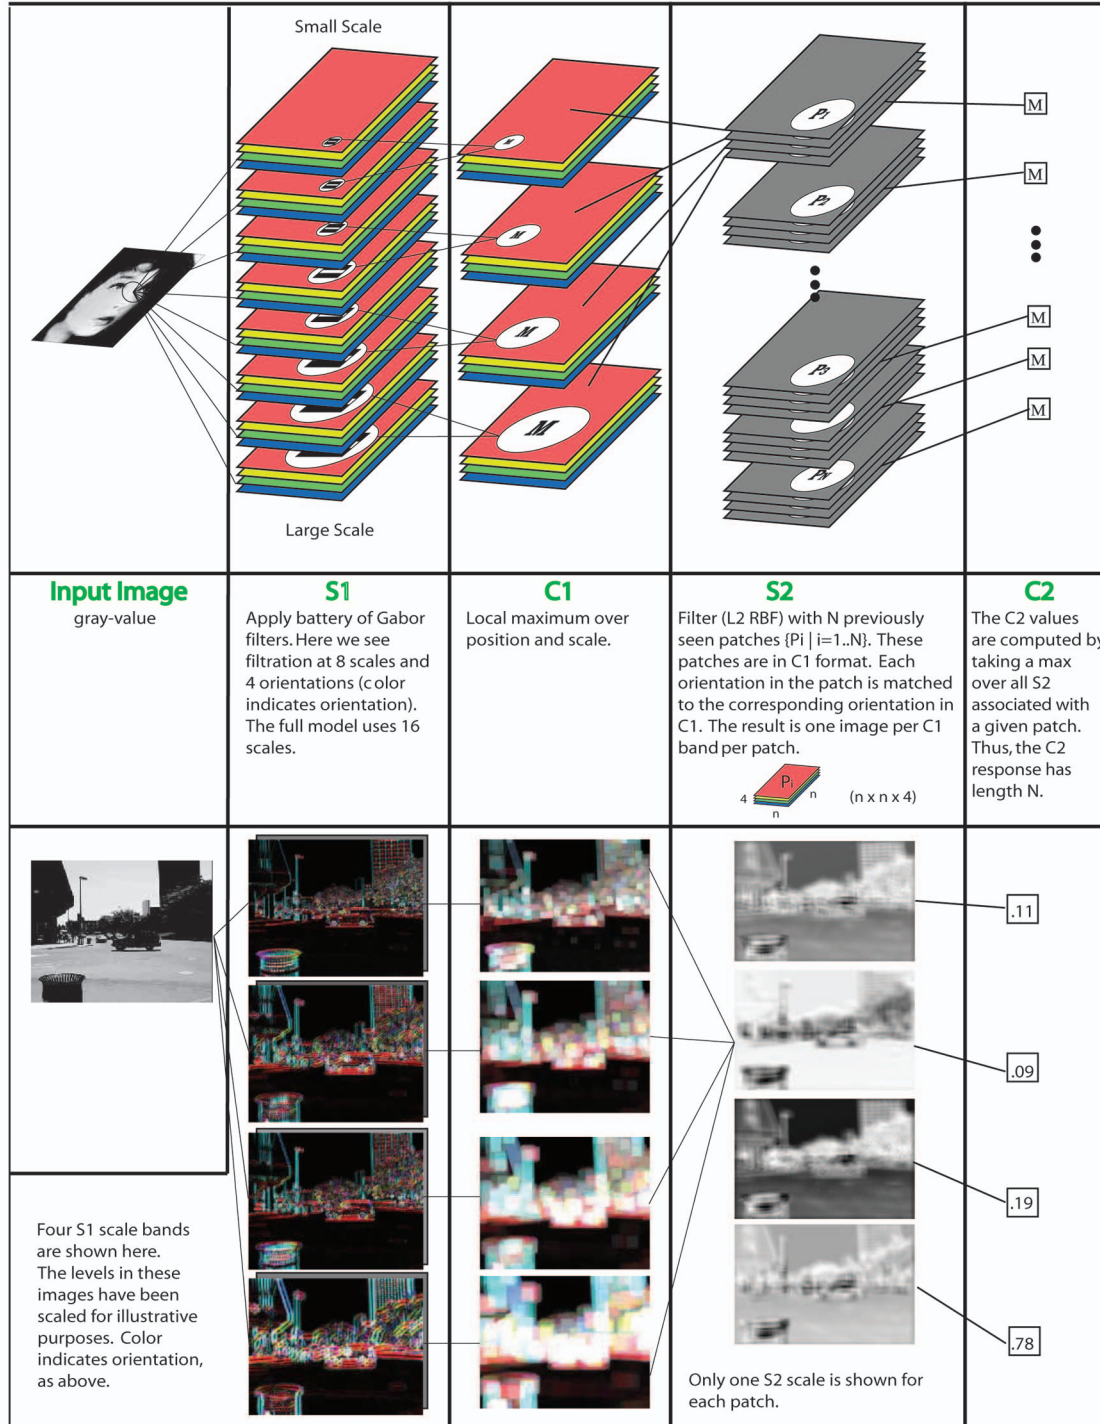 Small Scale
P1
M
M
M
P2
M
M
M
M
P3
M
M
M
M
PN
Large Scale
Input Image
gray-value
S1
Apply battery of Gabor
filters. Here we see
filtration at 8 scales and
4 orientations (color
indicates orientation).
The full model uses 16
scales.
C1
Local maximum over
position and scale.
S2
Filter (L2 RBF) with N previously
seen patches {Pi | i=1..N}. These
patches are in C1 format. Each
orientation in the patch is matched
to the corresponding orientation in
C1. The result is one image per C1
band per patch.
Pi
4
n
n
(n x n x 4)
C2
The C2 values
are computed by
taking a max
over all S2
associated with
a given patch.
Thus, the C2
response has
length N.
.11
.09
.19
.78
Four S1 scale bands
are shown here.
The levels in these
images have been
scaled for illustrative
purposes. Color
indicates orientation,
as above.
Only one S2 scale is shown for
each patch.